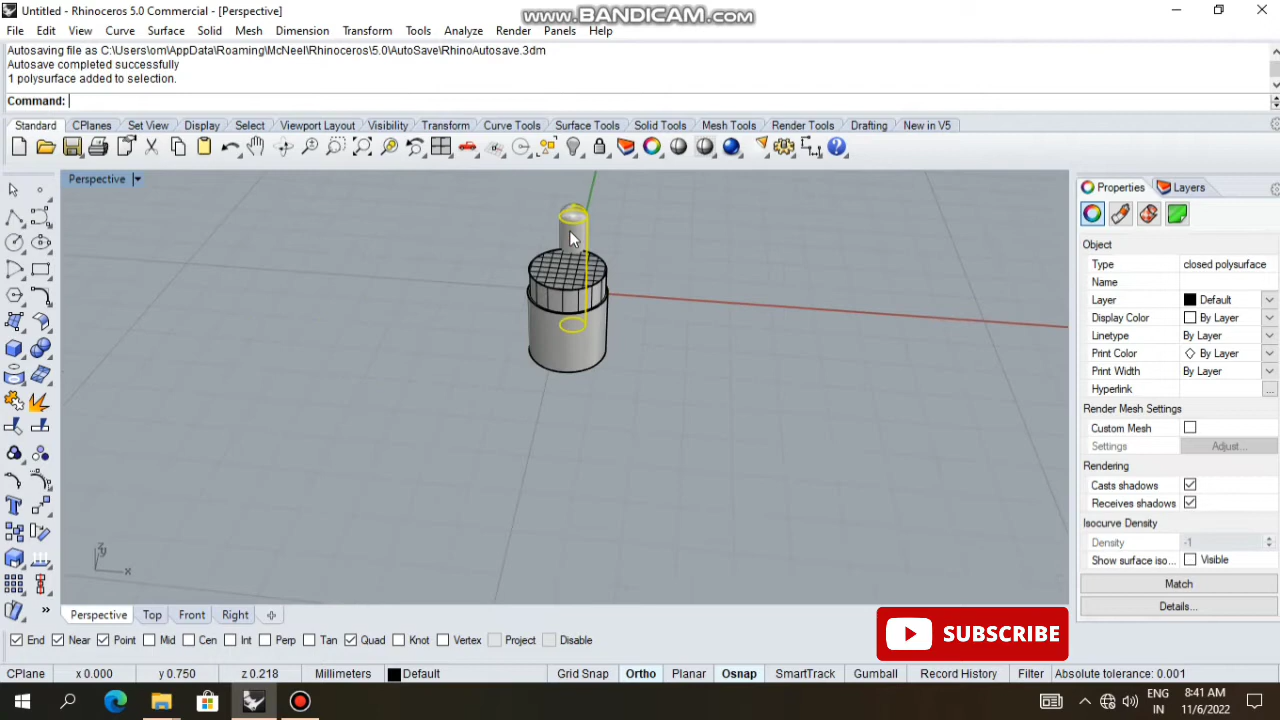 Untitled - Rhinoceros 5.0 Commercial - [Perspective]
www.BANDICAM.com
File Edit View Curve Surface Solid Mesh Dimension Transform Tools Analyze Render Panels Help
Autosaving file as C:\Users\om\AppData\Roaming\McNeel\Rhinoceros\5.0\AutoSave\RhinoAutosave.3dm
Autosave completed successfully
1 polysurface added to selection.
Command:
Standard CPlanes Set View Display Select Viewport Layout Visibility Transform Curve Tools Surface Tools Solid Tools Mesh Tools Render Tools Drafting New in V5
Perspective
Properties Layers
Object
Type closed polysurface
Name
Layer Default
Display Color By Layer
Linetype By Layer
Print Color By Layer
Print Width By Layer
Hyperlink ...
Render Mesh Settings
Custom Mesh
Settings Adjust...
Rendering
Casts shadows
Receives shadows
Isocurve Density
Density -1
Show surface iso... Visible
Match
Details...
z y x
Perspective Top Front Right
SUBSCRIBE
End Near Point Mid Cen Int Perp Tan Quad Knot Vertex Project Disable
CPlane x 0.000 y 0.750 z 0.218 Millimeters Default Grid Snap Ortho Planar Osnap SmartTrack Gumball Record History Filter Absolute tolerance: 0.001
ENG
IN
8:41 AM
11/6/2022